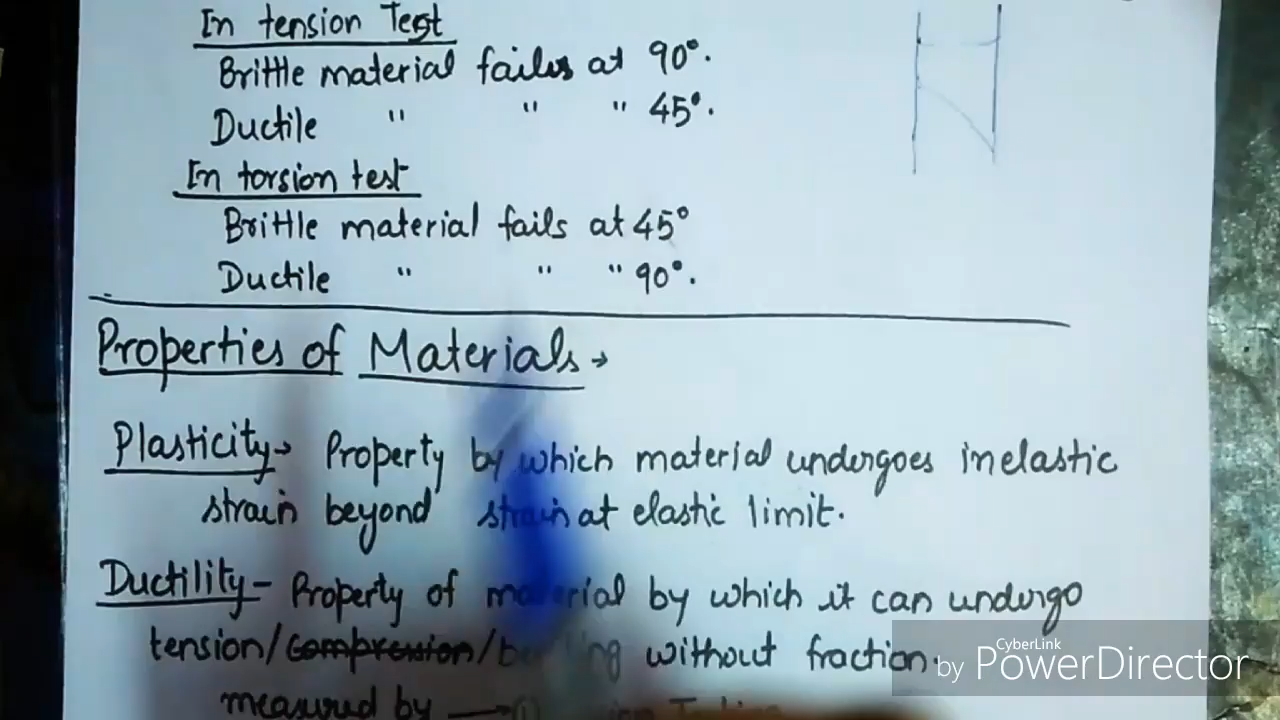 In tension Test
Brittle material fails at 90°.
Ductile " " " 45°.
In torsion test
Brittle material fails at 45°
Ductile " " " 90°.
Properties of Materials →
Plasticity → Property by which material undergoes inelastic
strain beyond strain at elastic limit.
Ductility - Property of material by which it can undergo
tension/compression/bending without fraction.
measured by → ①
CyberLink
by PowerDirector